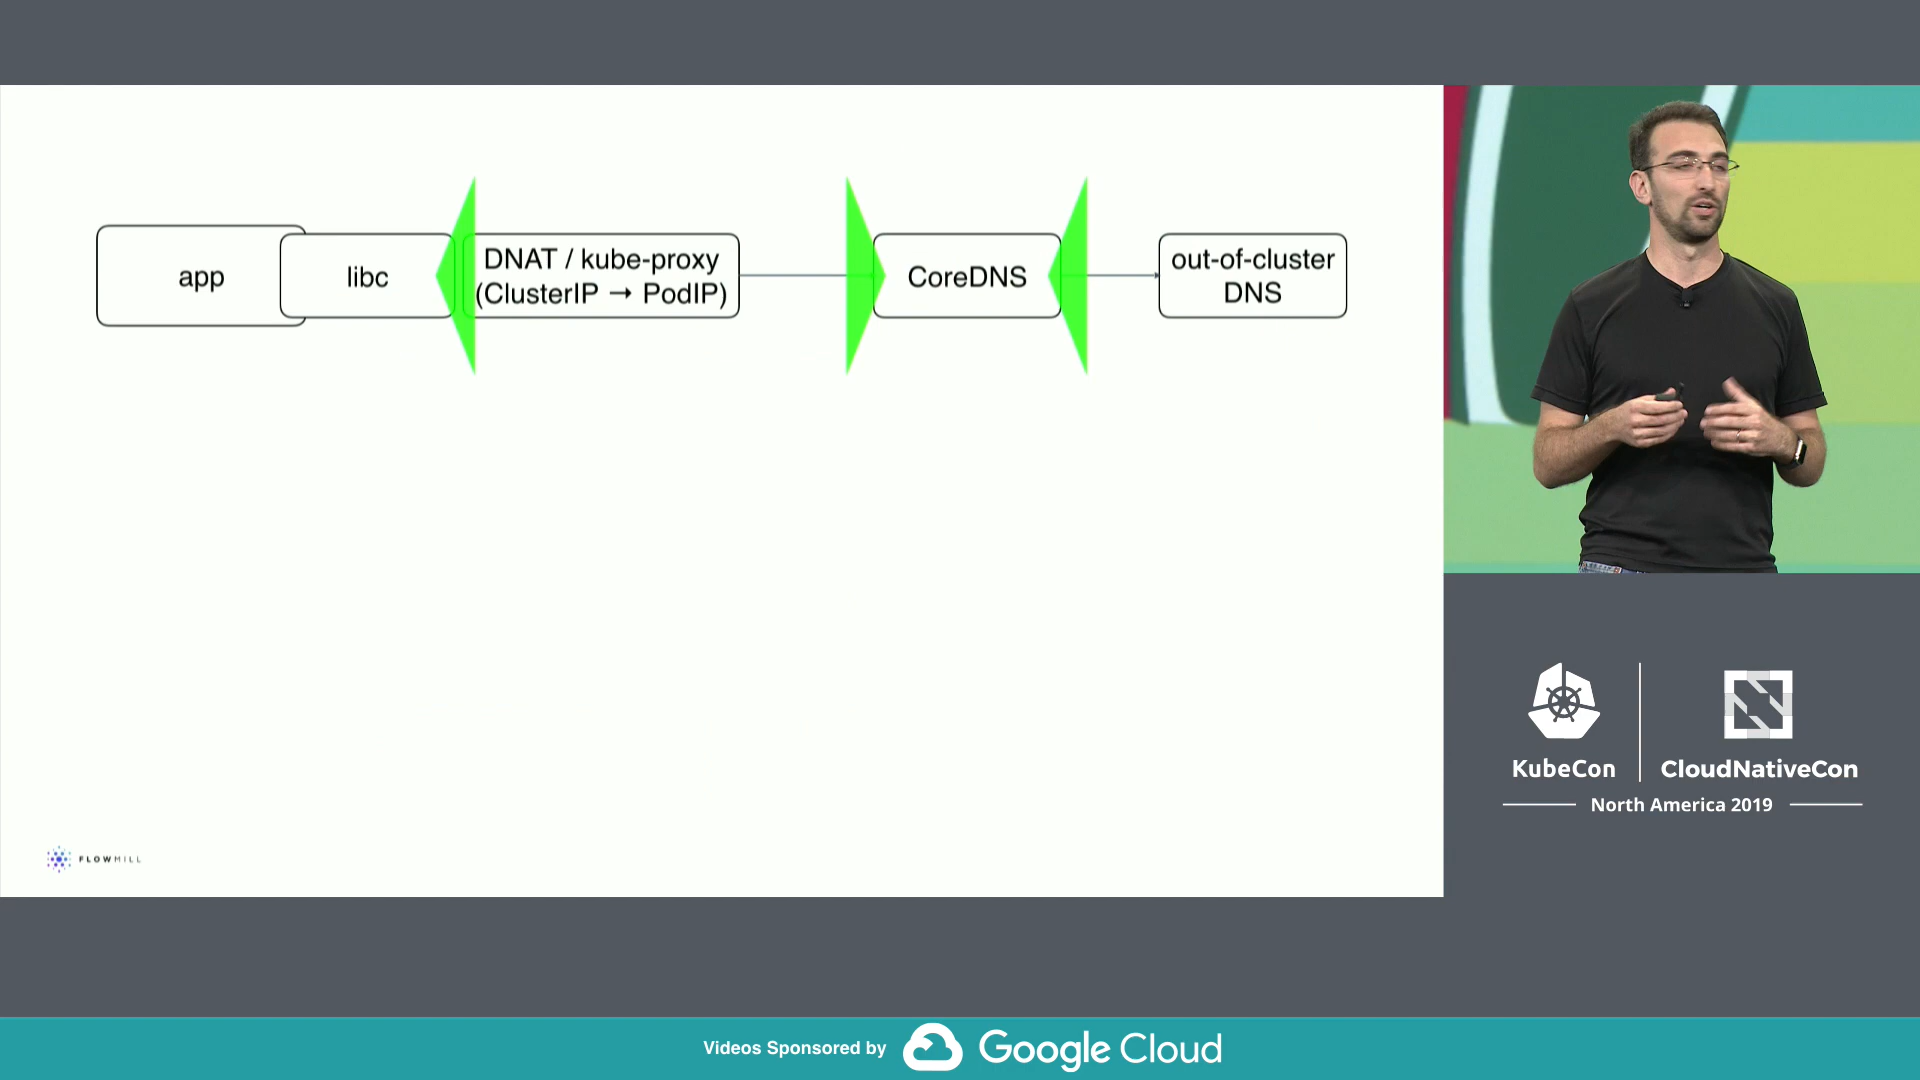 app
libc
DNAT / kube-proxy
(ClusterIP → PodIP)
CoreDNS
out-of-cluster
DNS
FLOWMILL
KubeCon
CloudNativeCon
North America 2019
Videos Sponsored by
Google Cloud